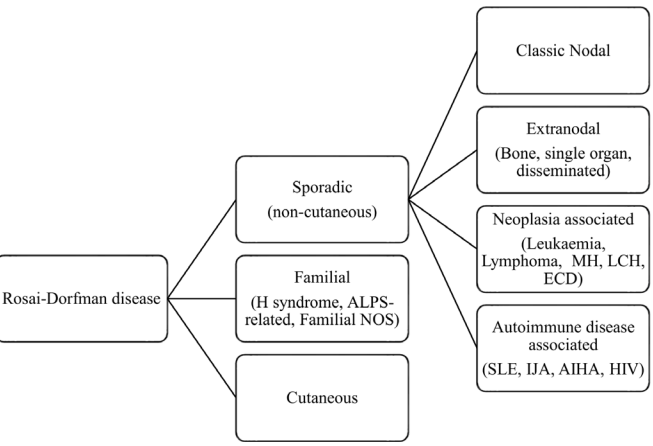 Rosai-Dorfman disease
Sporadic
(non-cutaneous)
Familial
(H syndrome, ALPS-
related, Familial NOS)
Cutaneous
Classic Nodal
Extranodal
(Bone, single organ,
disseminated)
Neoplasia associated
(Leukaemia,
Lymphoma, MH, LCH,
ECD)
Autoimmune disease
associated
(SLE, IJA, AIHA, HIV)